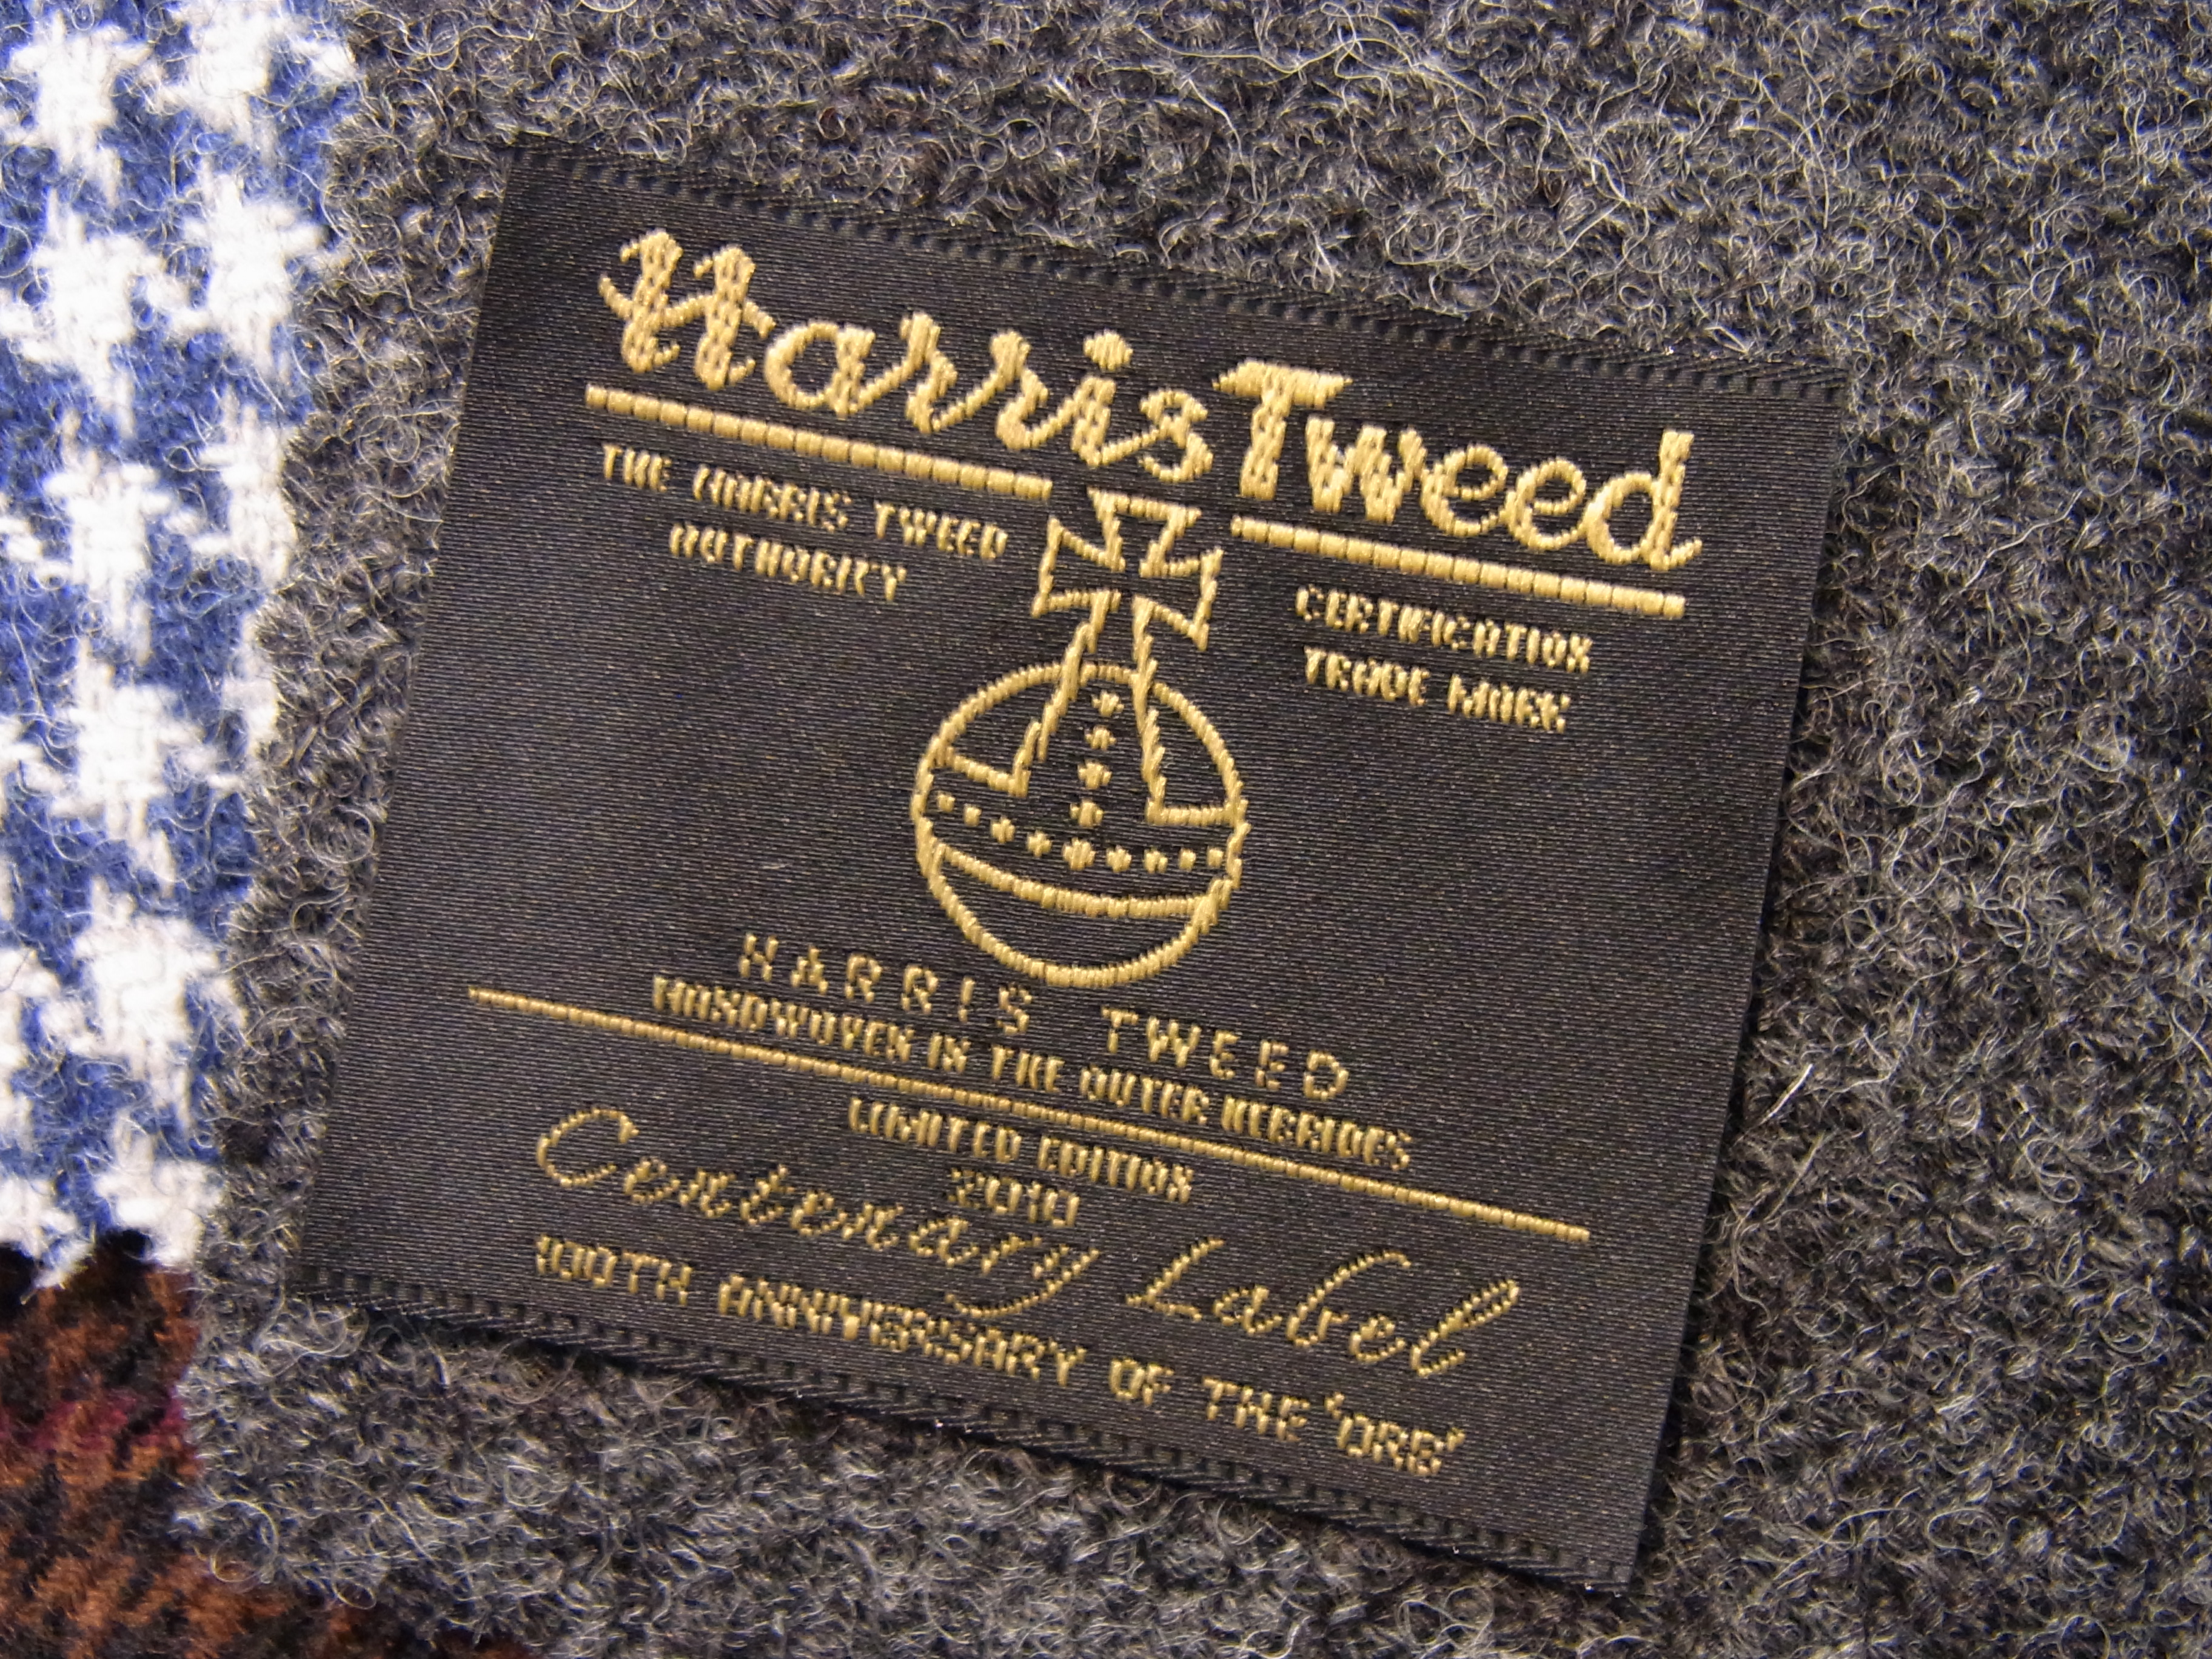 Harris Tweed
THE HARRIS TWEED
AUTHORITY
CERTIFICATION
TRADE MARK
HARRIS TWEED
HANDWOVEN IN THE OUTER HEBRIDES
LIMITED EDITION
2010
Centenary Label
100TH ANNIVERSARY OF THE 'ORB'